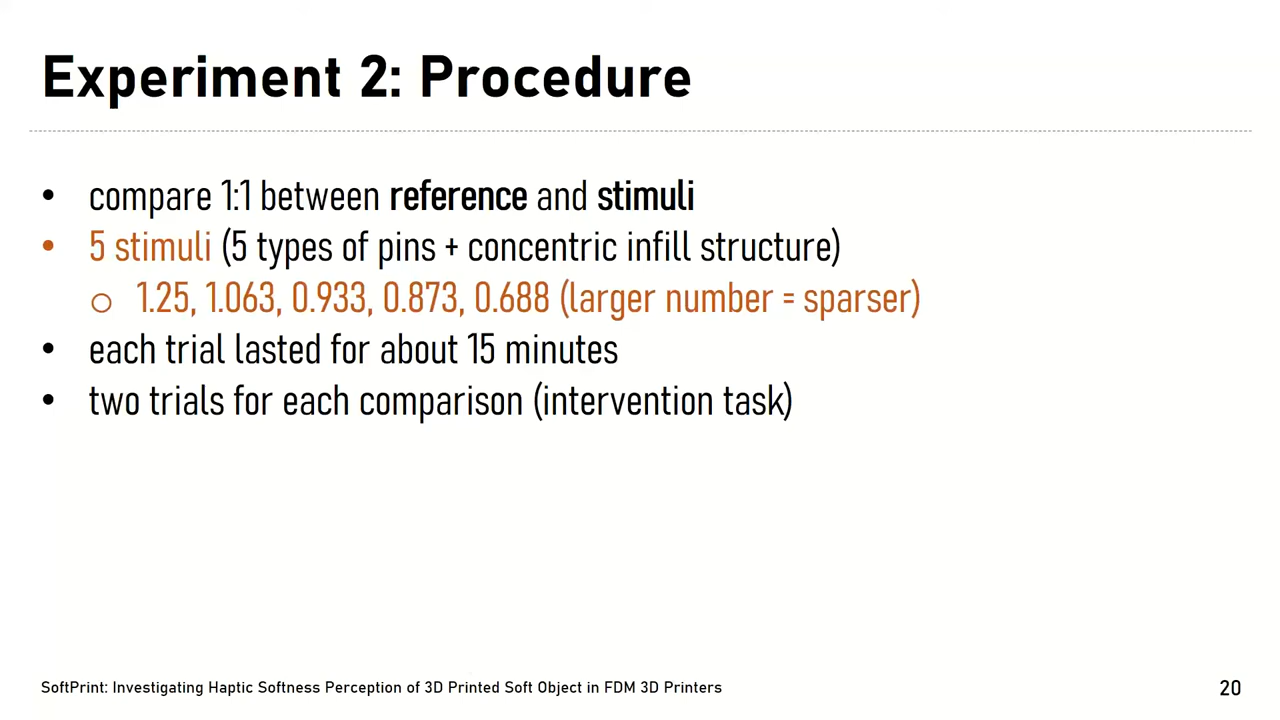 Experiment 2: Procedure
• compare 1:1 between reference and stimuli
• 5 stimuli (5 types of pins + concentric infill structure)
o 1.25, 1.063, 0.933, 0.873, 0.688 (larger number = sparser)
• each trial lasted for about 15 minutes
• two trials for each comparison (intervention task)
SoftPrint: Investigating Haptic Softness Perception of 3D Printed Soft Object in FDM 3D Printers
20